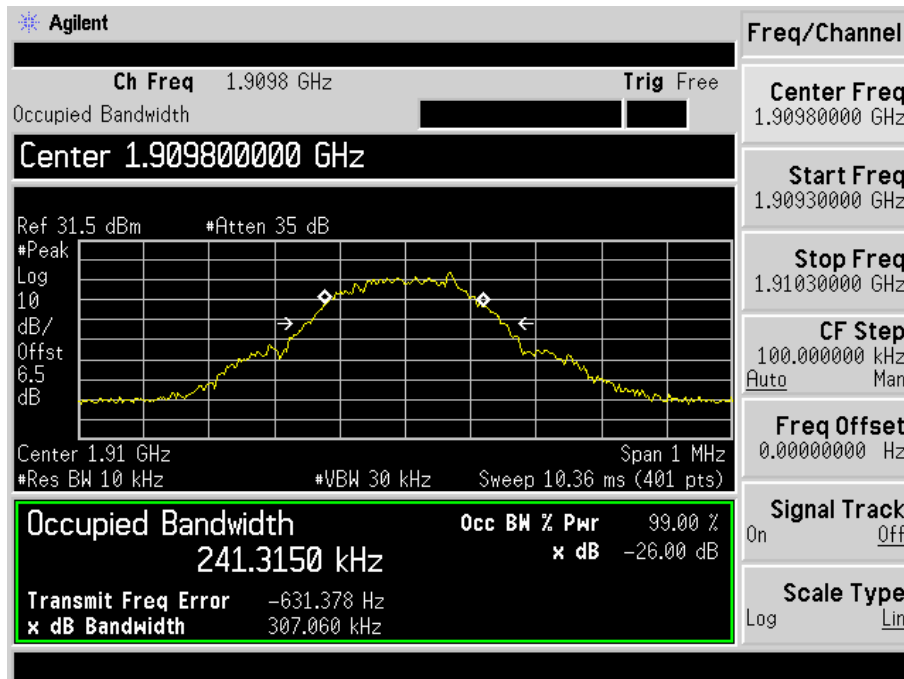 Agilent
Freq/Channel
Ch Freq 1.9098 GHz Trig Free
Occupied Bandwidth
Center 1.909800000 GHz
Ref 31.5 dBm #Atten 35 dB
#Peak
Log
10
dB/
Offst
6.5
dB
Center 1.91 GHz Span 1 MHz
#Res BW 10 kHz #VBW 30 kHz Sweep 10.36 ms (401 pts)
Occupied Bandwidth Occ BW % Pwr 99.00 %
241.3150 kHz x dB -26.00 dB
Transmit Freq Error -631.378 Hz
x dB Bandwidth 307.060 kHz
Center Freq
1.90980000 GHz
Start Freq
1.90930000 GHz
Stop Freq
1.91030000 GHz
CF Step
100.000000 kHz
Auto Man
Freq Offset
0.00000000 Hz
Signal Track
On Off
Scale Type
Log Lin